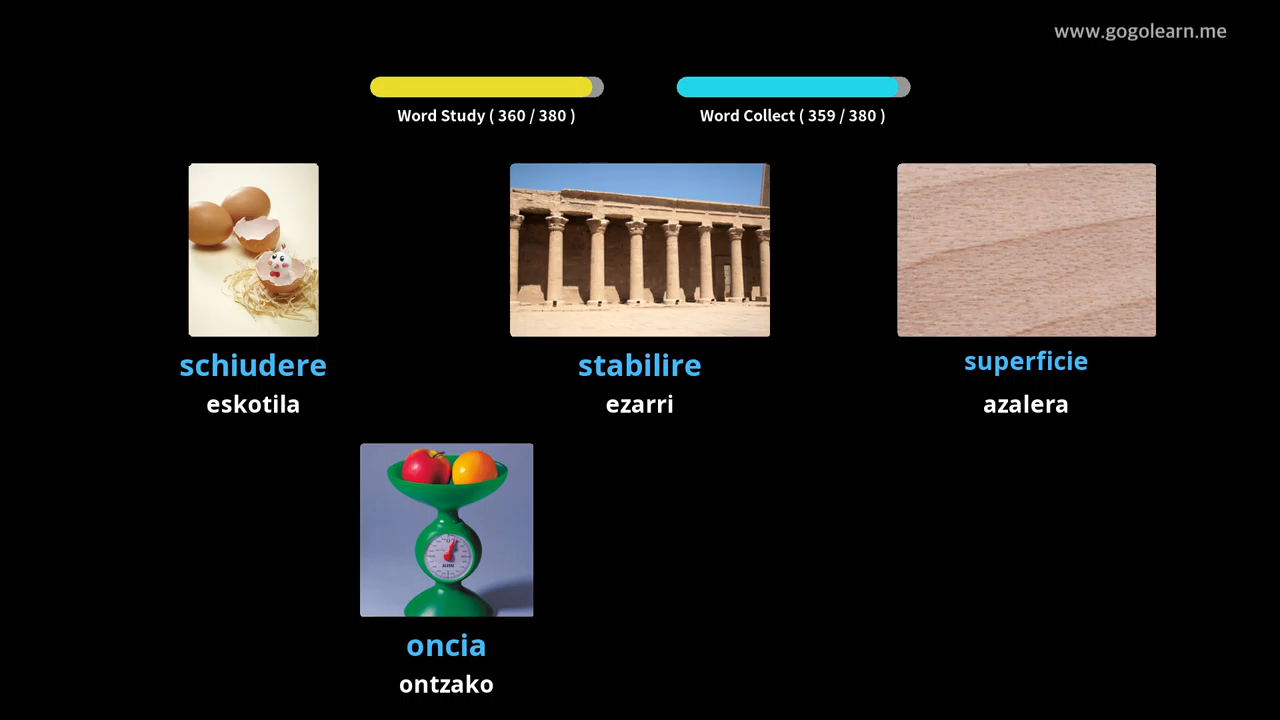 www.gogolearn.me
Word Study ( 360 / 380 )
Word Collect ( 359 / 380 )
schiudere
stabilire
superficie
eskotila
ezarri
azalera
oncia
ontzako